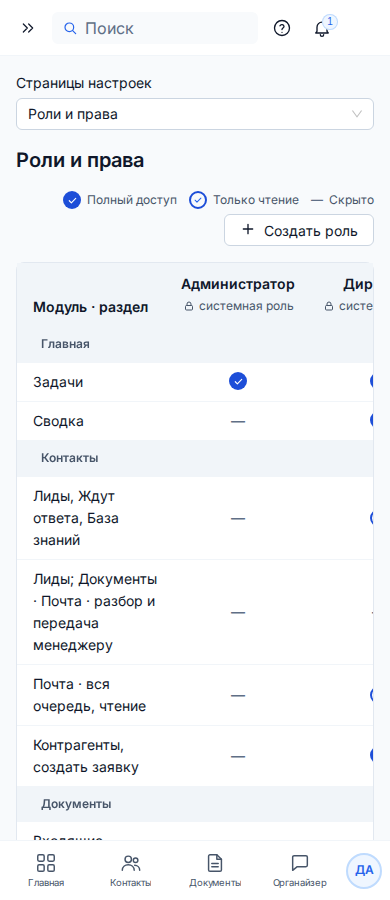 Поиск
1
Страницы настроек
Роли и права
Роли и права
Полный доступ
Только чтение
— Скрыто
Создать роль
Модуль · раздел
Администратор
системная роль
Дир
систе
Главная
Задачи
Сводка
—
Контакты
Лиды, Ждут
ответа, База
знаний
—
Лиды; Документы
· Почта · разбор и
передача
менеджеру
—
Почта · вся
очередь, чтение
—
Контрагенты,
создать заявку
—
Документы
Главная
Контакты
Документы
Органайзер
ДА